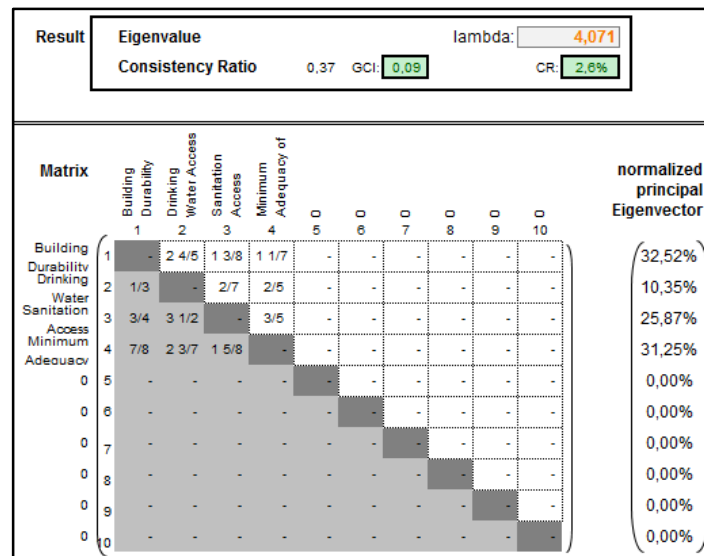 Result Eigenvalue lambda: 4,071
Consistency Ratio 0,37 GCI: 0,09 CR: 2,6%
Matrix
Building Durability
Drinking Water Access
Sanitation Access
Minimum Adequacy of
0 0 0 0 0 0
normalized principal Eigenvector
1 2 3 4 5 6 7 8 9 10
Building Durability 1 - 2 4/5 1 3/8 1 1/7 - - - - - - 32,52%
Drinking Water 2 1/3 - 2/7 2/5 - - - - - - 10,35%
Sanitation Access 3 3/4 3 1/2 - 3/5 - - - - - - 25,87%
Minimum Adequacy 4 7/8 2 3/7 1 5/8 - - - - - - - 31,25%
0 5 - - - - - - - - - - 0,00%
0 6 - - - - - - - - - - 0,00%
0 7 - - - - - - - - - - 0,00%
0 8 - - - - - - - - - - 0,00%
0 9 - - - - - - - - - - 0,00%
0 10 - - - - - - - - - - 0,00%